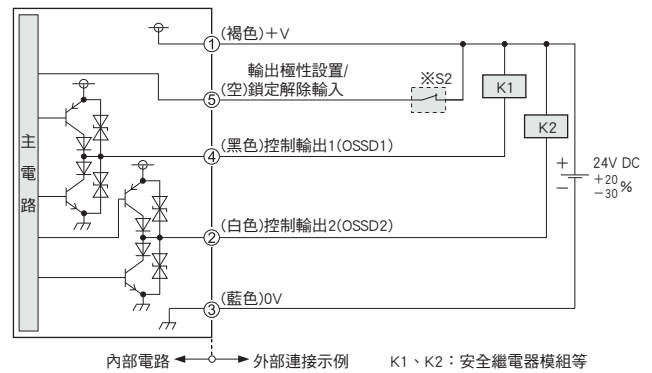 ① (褐色)+V
輸出極性設置/
⑤ (空)鎖定解除輸入
※S2
K1
K2
④ (黑色)控制輸出1(OSSD1)
主電路
+
−
24V DC
+20
−30 %
② (白色)控制輸出2(OSSD2)
③ (藍色)0V
內部電路
外部連接示例
K1、K2：安全繼電器模組等